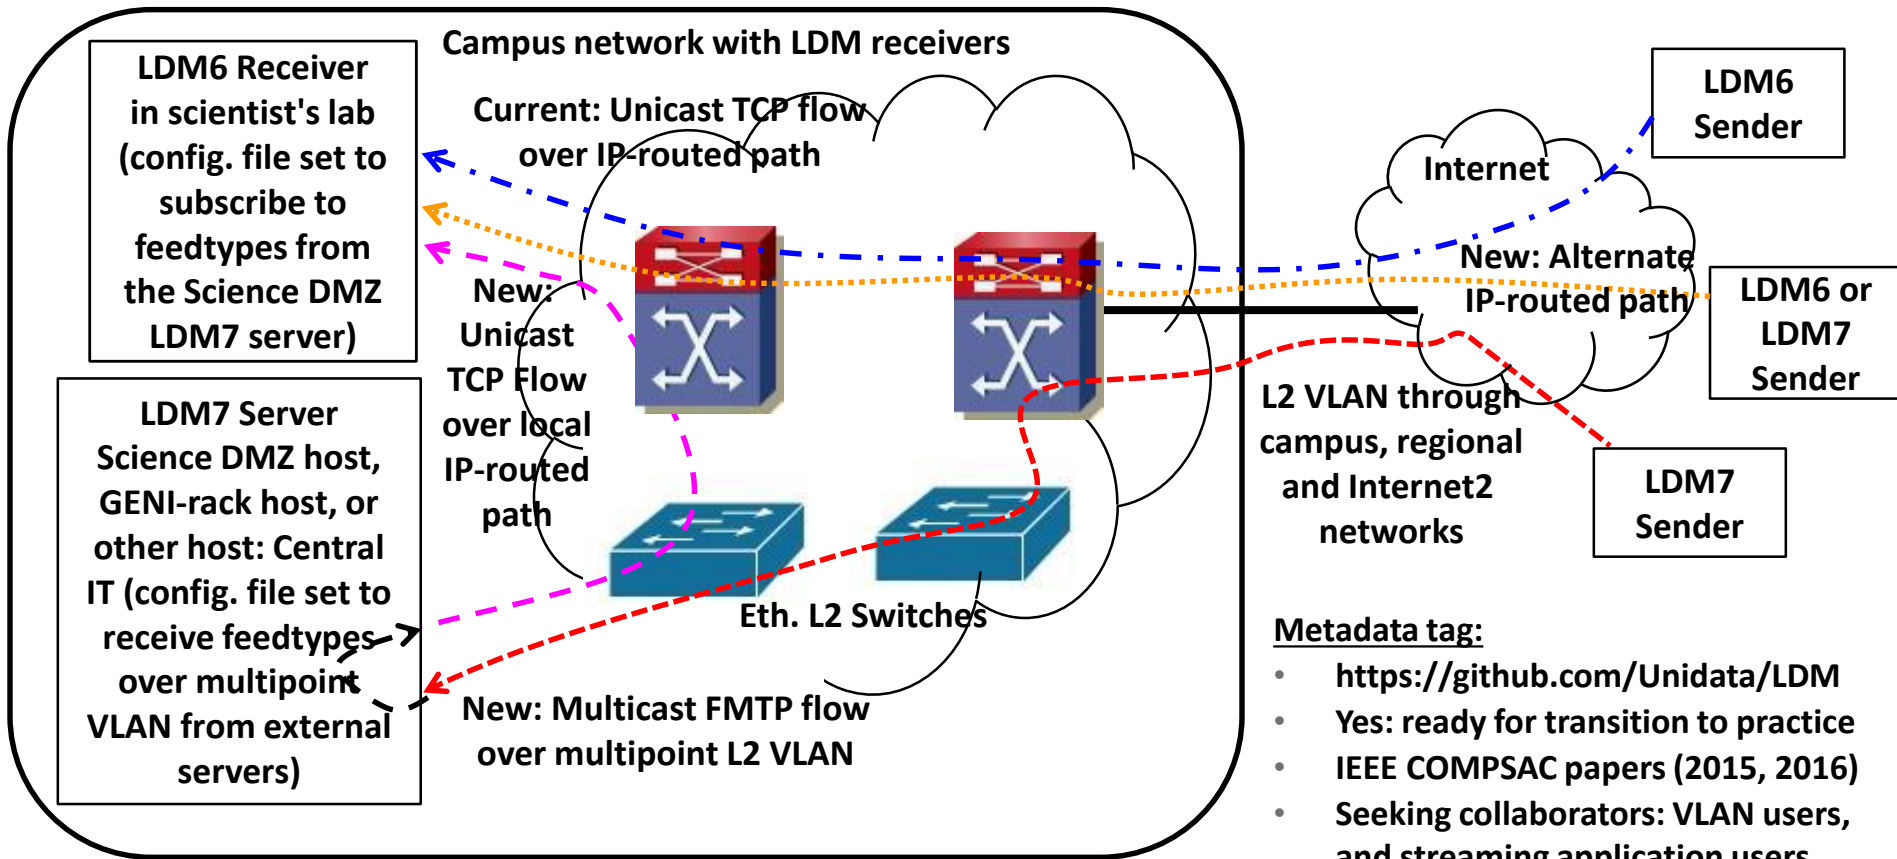 Campus network with LDM receivers
LDM6 Receiver
in scientist's lab
(config. file set to
subscribe to
feedtypes from
the Science DMZ
LDM7 server)
Current: Unicast TCP flow
over IP-routed path
LDM6
Sender
Internet
New: Alternate
IP-routed path
LDM6 or
LDM7
Sender
New:
Unicast
TCP Flow
over local
IP-routed
path
LDM7 Server
Science DMZ host,
GENI-rack host, or
other host: Central
IT (config. file set to
receive feedtypes
over multipoint
VLAN from external
servers)
L2 VLAN through
campus, regional
and Internet2
networks
LDM7
Sender
Eth. L2 Switches
New: Multicast FMTP flow
over multipoint L2 VLAN
Metadata tag:
• https://github.com/Unidata/LDM
• Yes: ready for transition to practice
• IEEE COMPSAC papers (2015, 2016)
• Seeking collaborators: VLAN users,
and streaming application users